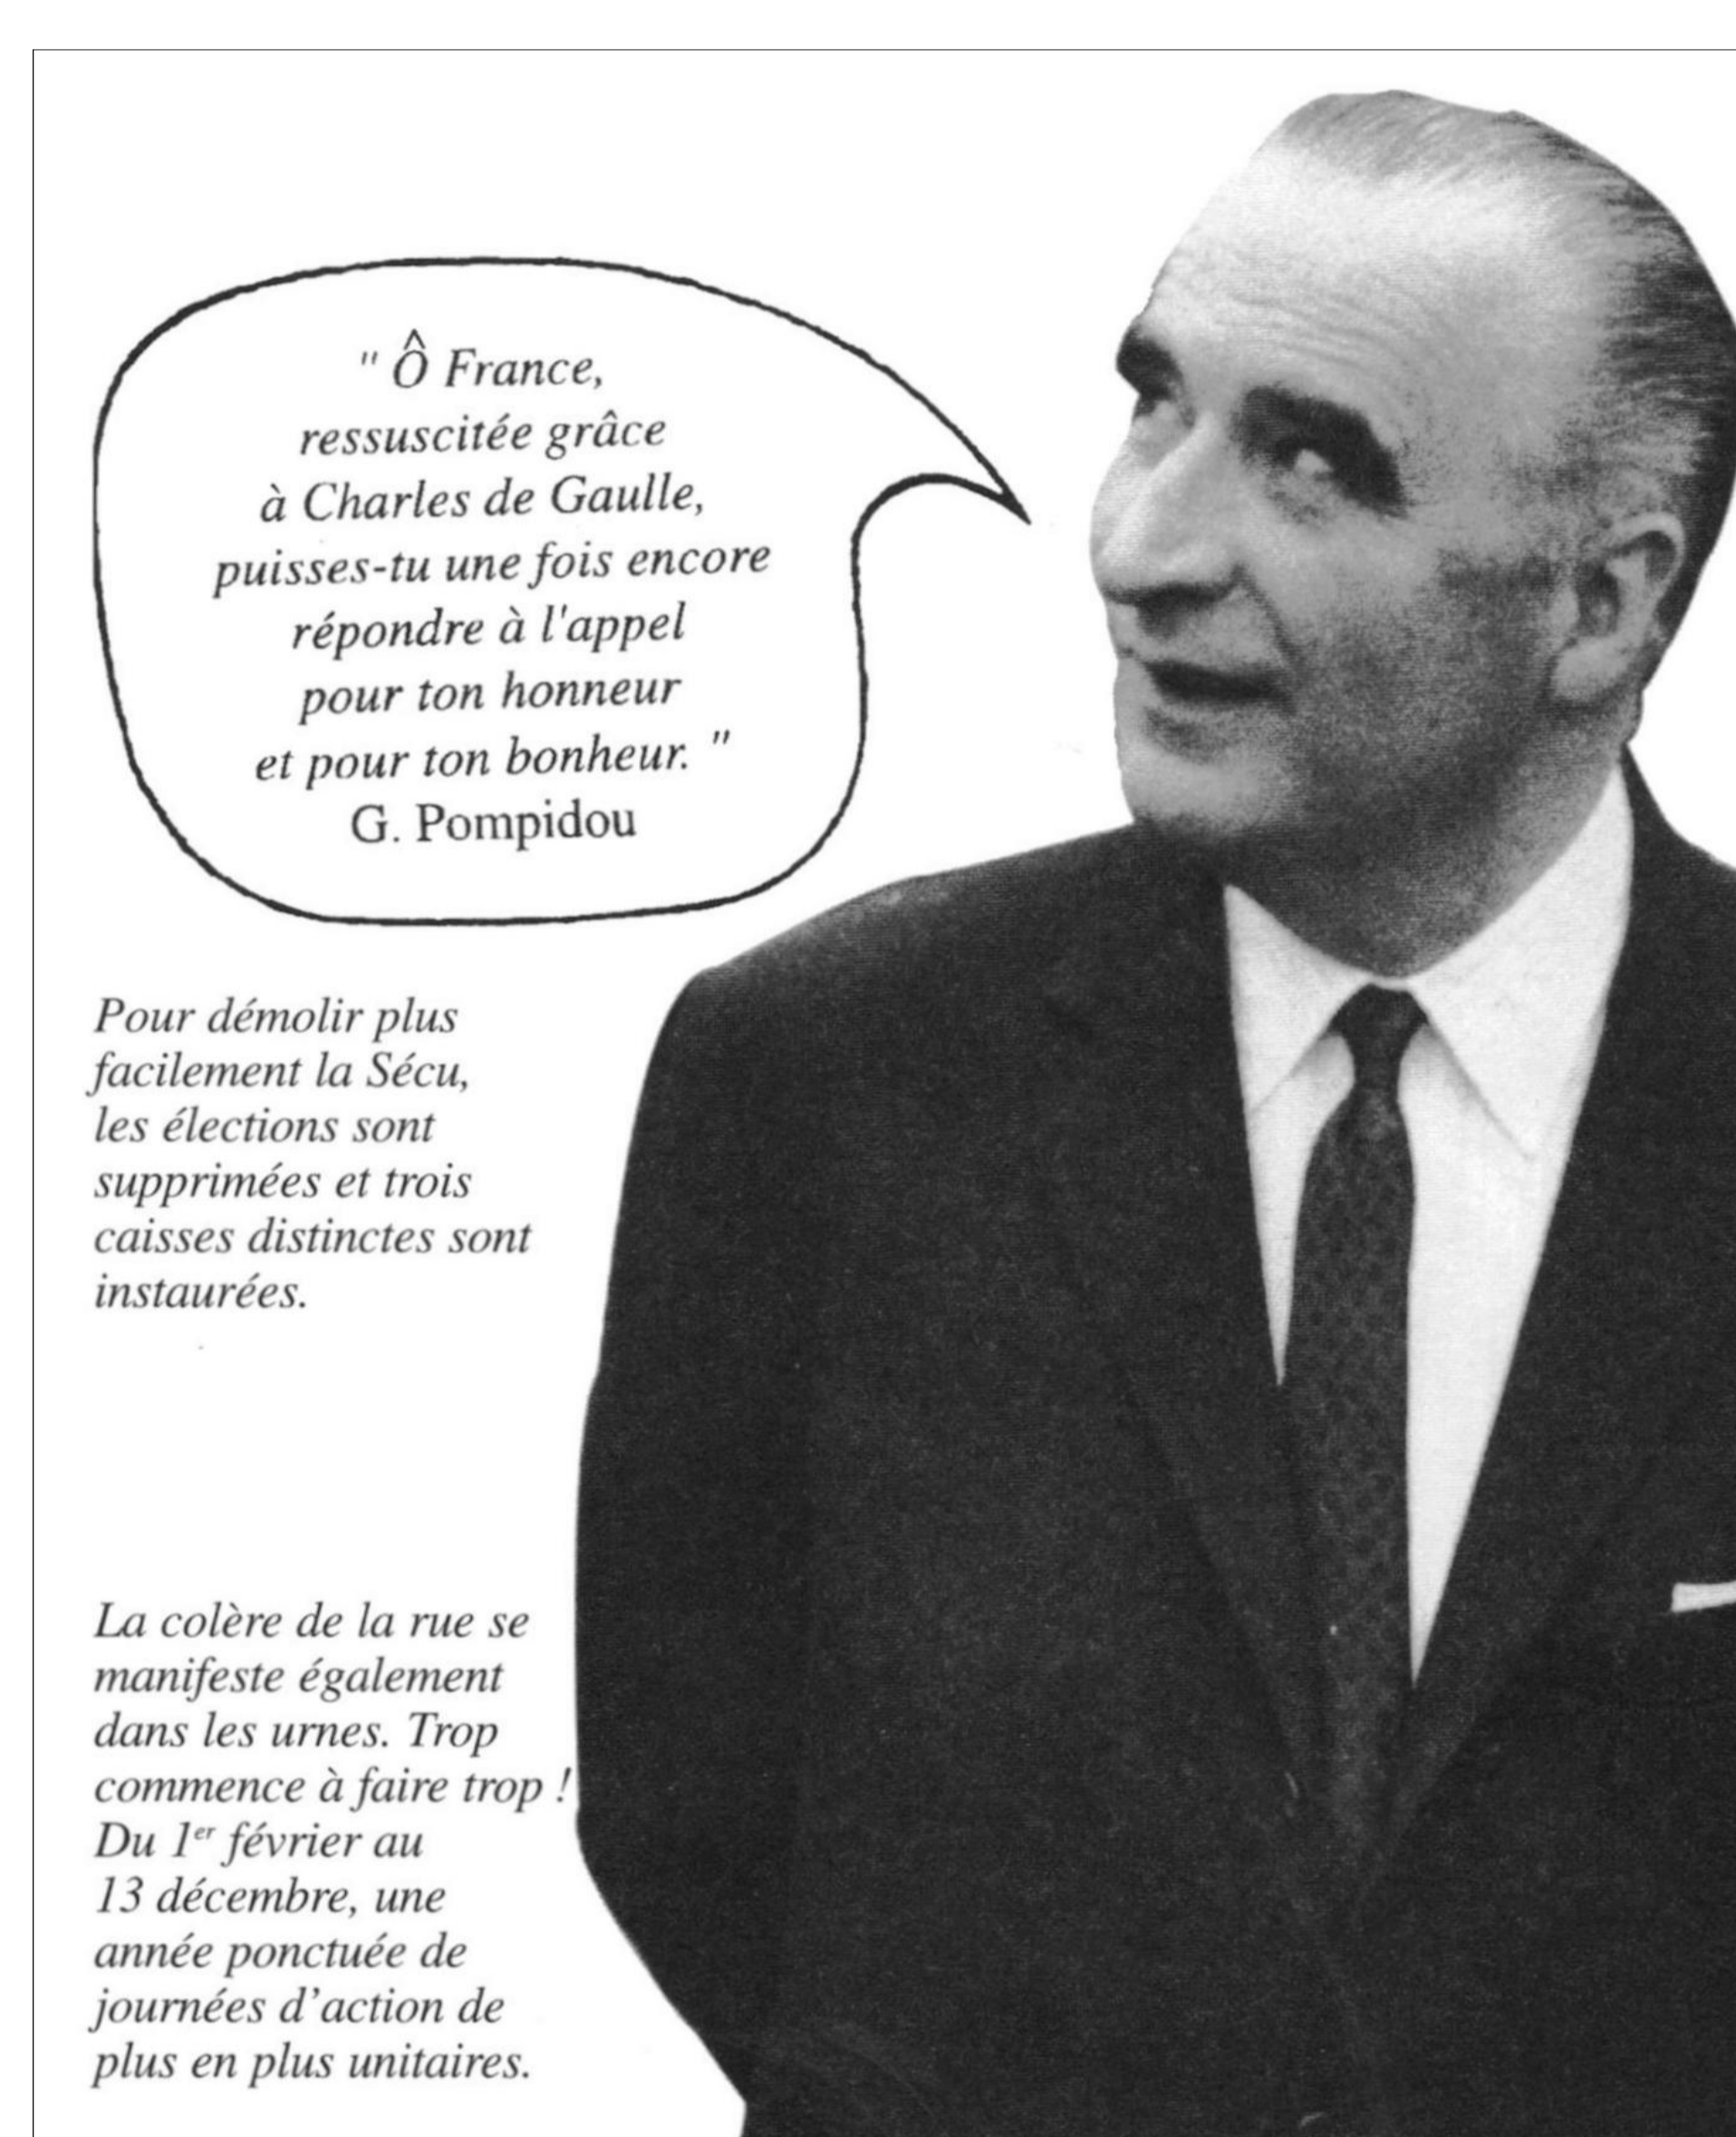 " Ô France,
ressuscitée grâce
à Charles de Gaulle,
puisses-tu une fois encore
répondre à l'appel
pour ton honneur
et pour ton bonheur. "
G. Pompidou
Pour démolir plus
facilement la Sécu,
les élections sont
supprimées et trois
caisses distinctes sont
instaurées.
La colère de la rue se
manifeste également
dans les urnes. Trop
commence à faire trop !
Du 1er février au
13 décembre, une
année ponctuée de
journées d’action de
plus en plus unitaires.